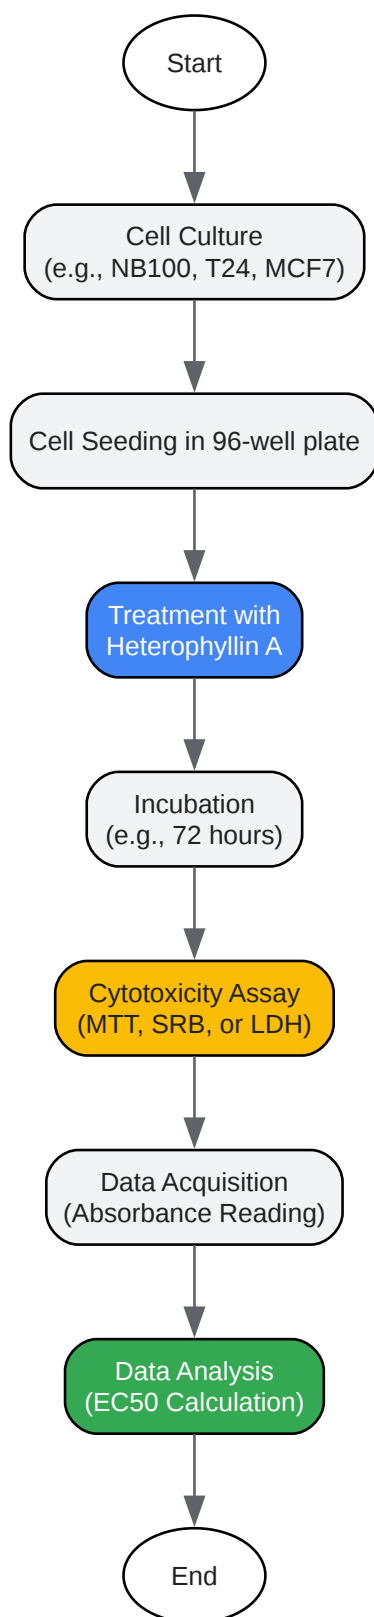 Start
Cell Culture
(e.g., NB100, T24, MCF7)
Cell Seeding in 96-well plate
Treatment with
Heterophyllin A
Incubation
(e.g., 72 hours)
Cytotoxicity Assay
(MTT, SRB, or LDH)
Data Acquisition
(Absorbance Reading)
Data Analysis
(EC50 Calculation)
End